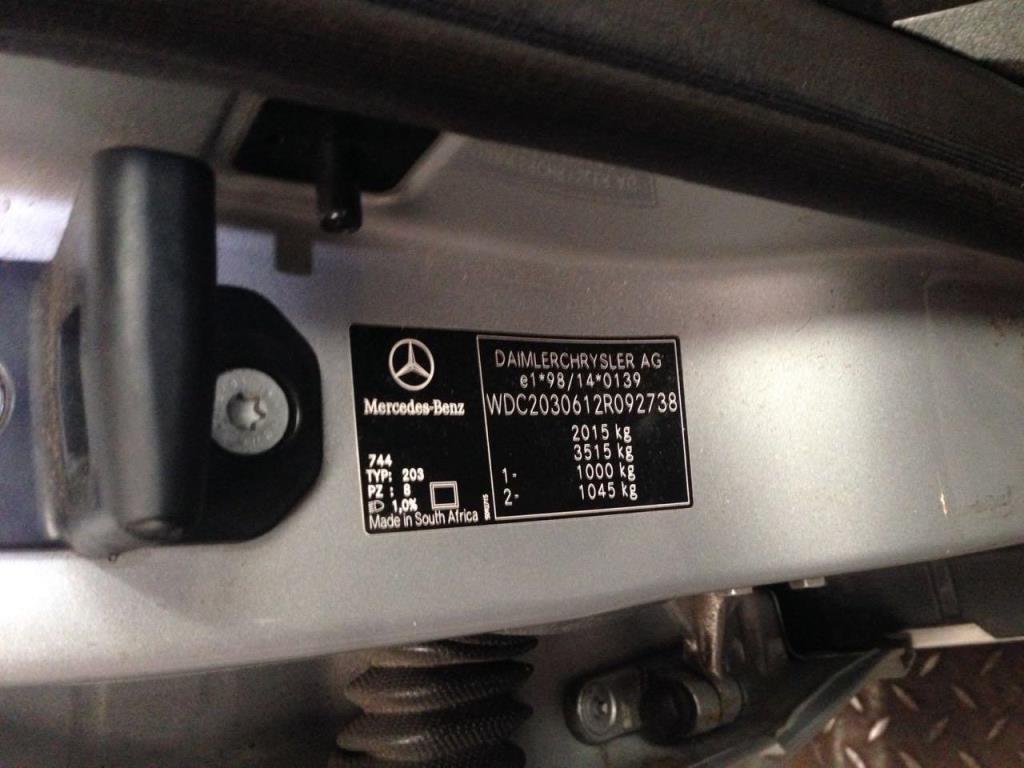 Mercedes-Benz
744
TYP: 203
PZ : 8
1,0%
Made in South Africa
DAIMLERCHRYSLER AG
e1*98/14*0139
WDC2030612R092738
2015 kg
3515 kg
1- 1000 kg
2- 1045 kg